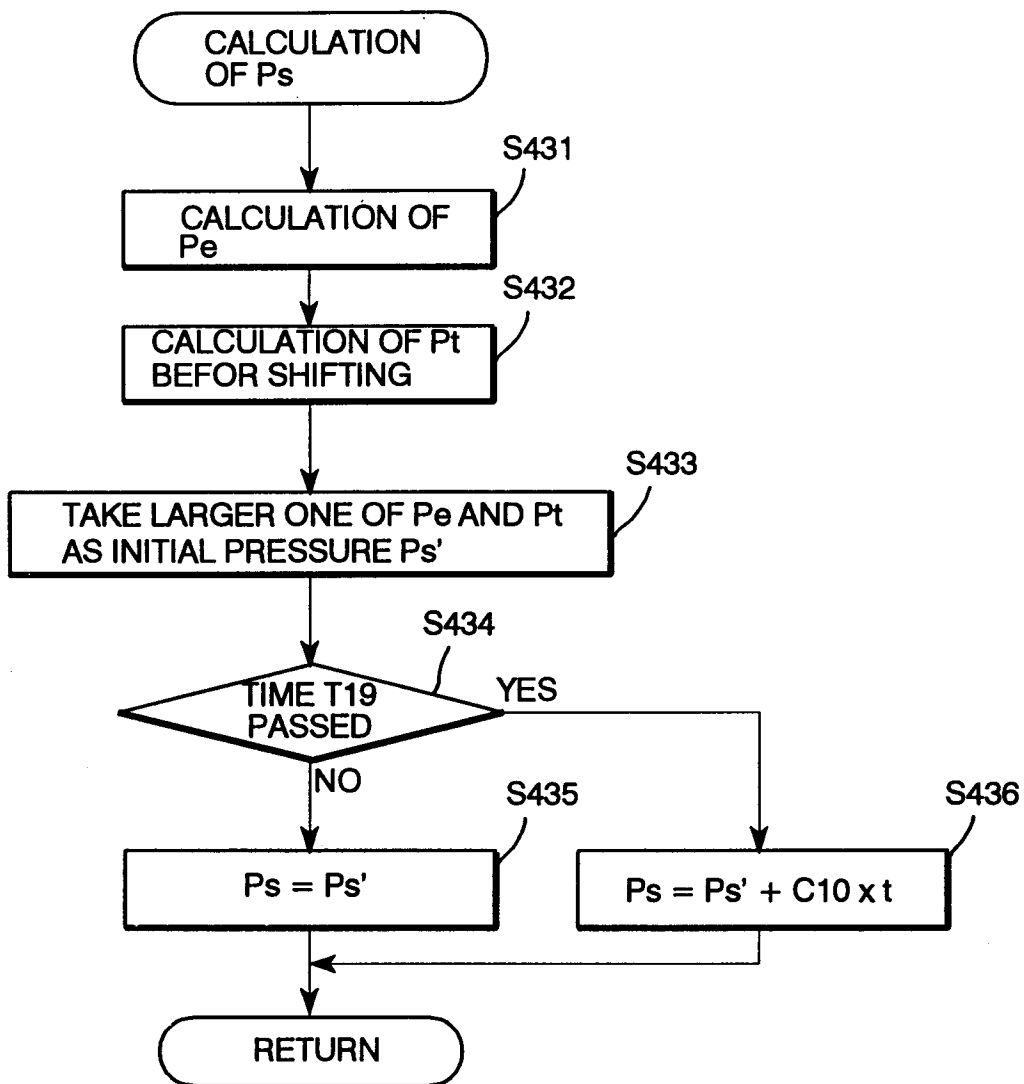 CALCULATION
OF Ps
S431
CALCULATION OF
Pe
S432
CALCULATION OF Pt
BEFOR SHIFTING
S433
TAKE LARGER ONE OF Pe AND Pt
AS INITIAL PRESSURE Ps'
S434
TIME T19
PASSED
YES
NO
S435
Ps = Ps'
S436
Ps = Ps' + C10 x t
RETURN